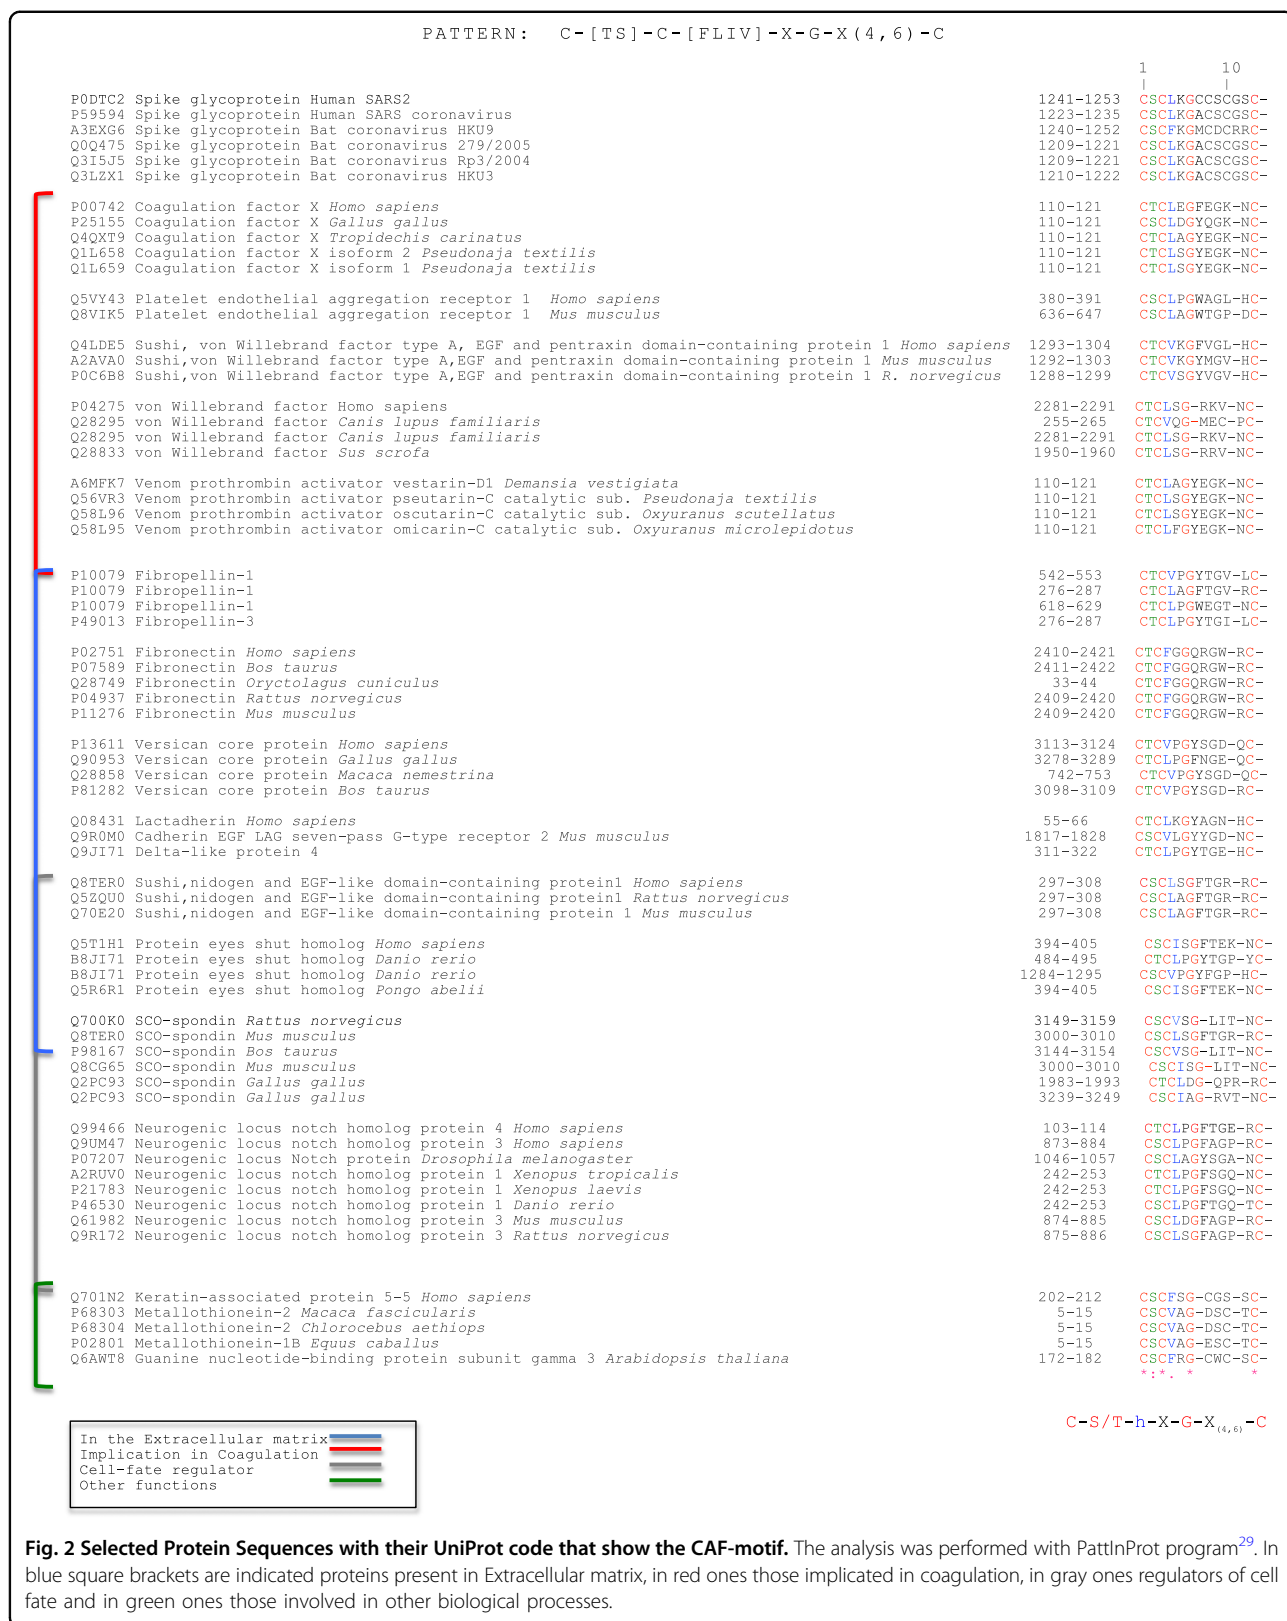 PATTERN: C-[TS]-C-[FLIV]-X-G-X(4,6)-C
1 10
| |
P0DTC2 Spike glycoprotein Human SARS2 1241-1253 CSCLKGCCSCGSC-
P59594 Spike glycoprotein Human SARS coronavirus 1223-1235 CSCLKGACSCGSC-
A3EXG6 Spike glycoprotein Bat coronavirus HKU9 1240-1252 CSCFKGMCDCRRC-
Q0Q475 Spike glycoprotein Bat coronavirus 279/2005 1209-1221 CSCLKGACSCGSC-
Q3I5J5 Spike glycoprotein Bat coronavirus Rp3/2004 1209-1221 CSCLKGACSCGSC-
Q3LZX1 Spike glycoprotein Bat coronavirus HKU3 1210-1222 CSCLKGACSCGSC-
P00742 Coagulation factor X Homo sapiens 110-121 CTCLEGFEGK-NC-
P25155 Coagulation factor X Gallus gallus 110-121 CSCLDGYQGK-NC-
Q4QXT9 Coagulation factor X Tropidechis carinatus 110-121 CTCLAGYEGK-NC-
Q1L658 Coagulation factor X isoform 2 Pseudonaja textilis 110-121 CTCLSGYEGK-NC-
Q1L659 Coagulation factor X isoform 1 Pseudonaja textilis 110-121 CTCLSGYEGK-NC-
Q5VY43 Platelet endothelial aggregation receptor 1 Homo sapiens 380-391 CSCLPGWAGL-HC-
Q8VIK5 Platelet endothelial aggregation receptor 1 Mus musculus 636-647 CSCLAGWTGP-DC-
Q4LDE5 Sushi, von Willebrand factor type A, EGF and pentraxin domain-containing protein 1 Homo sapiens 1293-1304 CTCVKGFVGL-HC-
A2AVA0 Sushi,von Willebrand factor type A,EGF and pentraxin domain-containing protein 1 Mus musculus 1292-1303 CTCVKGYMGV-HC-
P0C6B8 Sushi,von Willebrand factor type A,EGF and pentraxin domain-containing protein 1 R. norvegicus 1288-1299 CTCVSGYVGV-HC-
P04275 von Willebrand factor Homo sapiens 2281-2291 CTCLSG-RKV-NC-
Q28295 von Willebrand factor Canis lupus familiaris 255-265 CTCVQG-MEC-PC-
Q28295 von Willebrand factor Canis lupus familiaris 2281-2291 CTCLSG-RKV-NC-
Q28833 von Willebrand factor Sus scrofa 1950-1960 CTCLSG-RRV-NC-
A6MFK7 Venom prothrombin activator vestarin-D1 Demansia vestigiata 110-121 CTCLAGYEGK-NC-
Q56VR3 Venom prothrombin activator pseutarin-C catalytic sub. Pseudonaja textilis 110-121 CTCLSGYEGK-NC-
Q58L96 Venom prothrombin activator oscutarin-C catalytic sub. Oxyuranus scutellatus 110-121 CTCLSGYEGK-NC-
Q58L95 Venom prothrombin activator omicarin-C catalytic sub. Oxyuranus microlepidotus 110-121 CTCLFGYEGK-NC-
P10079 Fibropellin-1 542-553 CTCVPGYTGV-LC-
P10079 Fibropellin-1 276-287 CTCLAGFTGV-RC-
P10079 Fibropellin-1 618-629 CTCLPGWEGT-NC-
P49013 Fibropellin-3 276-287 CTCLPGYTGI-LC-
P02751 Fibronectin Homo sapiens 2410-2421 CTCFGGQRGW-RC-
P07589 Fibronectin Bos taurus 2411-2422 CTCFGGQRGW-RC-
Q28749 Fibronectin Oryctolagus cuniculus 33-44 CTCFGGQRGW-RC-
P04937 Fibronectin Rattus norvegicus 2409-2420 CTCFGGQRGW-RC-
P11276 Fibronectin Mus musculus 2409-2420 CTCFGGQRGW-RC-
P13611 Versican core protein Homo sapiens 3113-3124 CTCVPGYSGD-QC-
Q90953 Versican core protein Gallus gallus 3278-3289 CTCLPGFNGE-QC-
Q28858 Versican core protein Macaca nemestrina 742-753 CTCVPGYSGD-QC-
P81282 Versican core protein Bos taurus 3098-3109 CTCVPGYSGD-RC-
Q08431 Lactadherin Homo sapiens 55-66 CTCLKGYAGN-HC-
Q9R0M0 Cadherin EGF LAG seven-pass G-type receptor 2 Mus musculus 1817-1828 CSCVLGYYGD-NC-
Q9JI71 Delta-like protein 4 311-322 CTCLPGYTGE-HC-
Q8TER0 Sushi,nidogen and EGF-like domain-containing protein1 Homo sapiens 297-308 CSCLSGFTGR-RC-
Q5ZQU0 Sushi,nidogen and EGF-like domain-containing protein1 Rattus norvegicus 297-308 CSCLAGFTGR-RC-
Q70E20 Sushi,nidogen and EGF-like domain-containing protein 1 Mus musculus 297-308 CSCLAGFTGR-RC-
Q5T1H1 Protein eyes shut homolog Homo sapiens 394-405 CSCISGFTEK-NC-
B8JI71 Protein eyes shut homolog Danio rerio 484-495 CTCLPGYTGP-YC-
B8JI71 Protein eyes shut homolog Danio rerio 1284-1295 CSCVPGYFGP-HC-
Q5R6R1 Protein eyes shut homolog Pongo abelii 394-405 CSCISGFTEK-NC-
Q700K0 SCO-spondin Rattus norvegicus 3149-3159 CSCVSG-LIT-NC-
Q8TER0 SCO-spondin Mus musculus 3000-3010 CSCLSGFTGR-RC-
P98167 SCO-spondin Bos taurus 3144-3154 CSCVSG-LIT-NC-
Q8CG65 SCO-spondin Mus musculus 3000-3010 CSCISG-LIT-NC-
Q2PC93 SCO-spondin Gallus gallus 1983-1993 CTCLDG-QPR-RC-
Q2PC93 SCO-spondin Gallus gallus 3239-3249 CSCIAG-RVT-NC-
Q99466 Neurogenic locus notch homolog protein 4 Homo sapiens 103-114 CTCLPGFTGE-RC-
Q9UM47 Neurogenic locus notch homolog protein 3 Homo sapiens 873-884 CSCLPGFAGP-RC-
P07207 Neurogenic locus Notch protein Drosophila melanogaster 1046-1057 CSCLAGYSGA-NC-
A2RUV0 Neurogenic locus notch homolog protein 1 Xenopus tropicalis 242-253 CTCLPGFSGQ-NC-
P21783 Neurogenic locus notch homolog protein 1 Xenopus laevis 242-253 CTCLPGFSGQ-NC-
P46530 Neurogenic locus notch homolog protein 1 Danio rerio 242-253 CSCLPGFTGQ-TC-
Q61982 Neurogenic locus notch homolog protein 3 Mus musculus 874-885 CSCLDGFAGP-RC-
Q9R172 Neurogenic locus notch homolog protein 3 Rattus norvegicus 875-886 CSCLSGFAGP-RC-
Q701N2 Keratin-associated protein 5-5 Homo sapiens 202-212 CSCFSG-CGS-SC-
P68303 Metallothionein-2 Macaca fascicularis 5-15 CSCVAG-DSC-TC-
P68304 Metallothionein-2 Chlorocebus aethiops 5-15 CSCVAG-DSC-TC-
P02801 Metallothionein-1B Equus caballus 5-15 CSCVAG-ESC-TC-
Q6AWT8 Guanine nucleotide-binding protein subunit gamma 3 Arabidopsis thaliana 172-182 CSCFRG-CWC-SC-
*:*. * *
C-S/T-h-X-G-X(4,6)-C
In the Extracellular matrix
Implication in Coagulation
Cell-fate regulator
Other functions
Fig. 2 Selected Protein Sequences with their UniProt code that show the CAF-motif. The analysis was performed with PattInProt program29. In
blue square brackets are indicated proteins present in Extracellular matrix, in red ones those implicated in coagulation, in gray ones regulators of cell
fate and in green ones those involved in other biological processes.